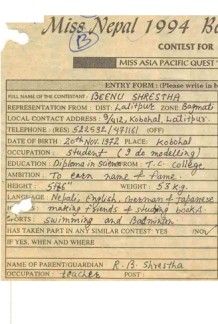 Miss Nepal 1994
B
CONTEST FOR
MISS ASIA PACIFIC QUEST
ENTRY FORM: (Please write in
FULL NAME OF THE CONTESTANT: BEENU SHRESTHA
REPRESENTATION FROM: DIST: Lalitpur ZONE: Bagmati
LOCAL CONTACT ADDRESS: 9/412, Kobahal, Lalitpur.
TELEPHONE: (RES) 522532/471161 (OFF)
DATE OF BIRTH 20th Nov. 1972 PLACE: Kobahal
OCCUPATION: Student (I do modelling)
EDUCATION Diploma in Science FROM: T.C. College
AMBITION: To earn name & fame.
HEIGHT: 5'6" WEIGHT: 53 kg.
LANGUAGE Nepali, English, German & Japanese
making friends & studying books
SPORTS: Swimming and Badminton
HAS TAKEN PART IN ANY SIMILAR CONTEST: YES /NO
IF YES, WHEN AND WHERE
NAME OF PARENT/GUARDIAN R.B. Shrestha
OCCUPATION: teacher POST: